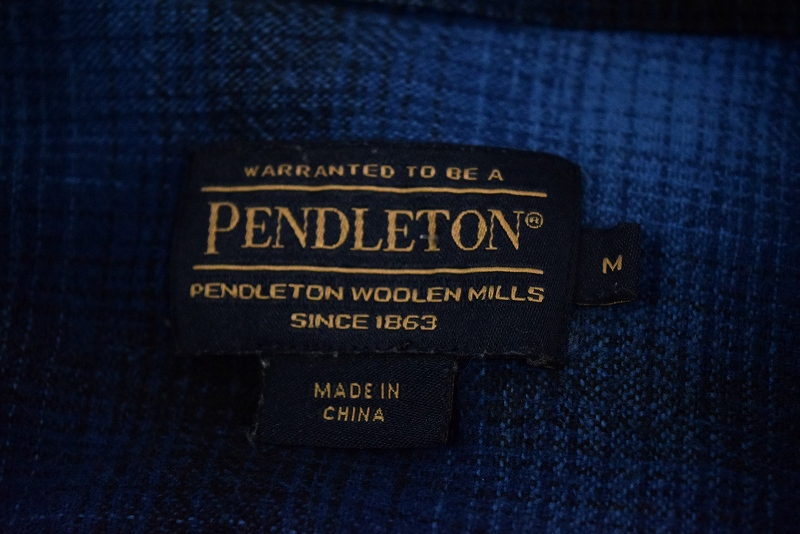 WARRANTED TO BE A
PENDLETON®
PENDLETON WOOLEN MILLS
SINCE 1863
M
MADE IN
CHINA